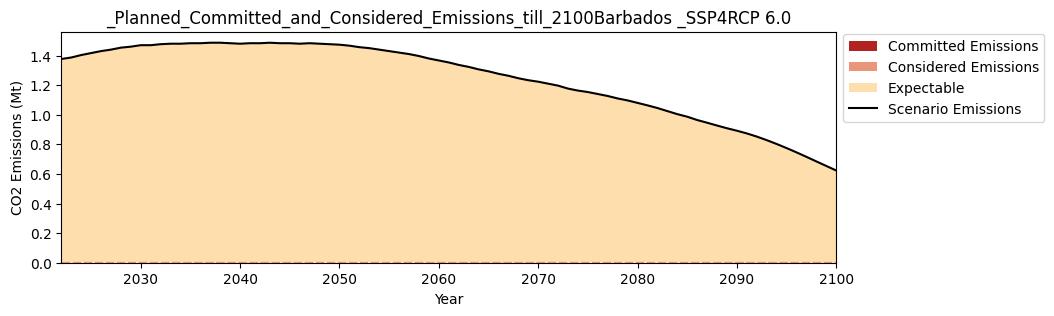 _Planned_Committed_and_Considered_Emissions_till_2100Barbados _SSP4RCP 6.0
CO2 Emissions (Mt)
1.4
1.2
1.0
0.8
0.6
0.4
0.2
0.0
2030 2040 2050 2060 2070 2080 2090 2100
Year
Committed Emissions
Considered Emissions
Expectable
Scenario Emissions